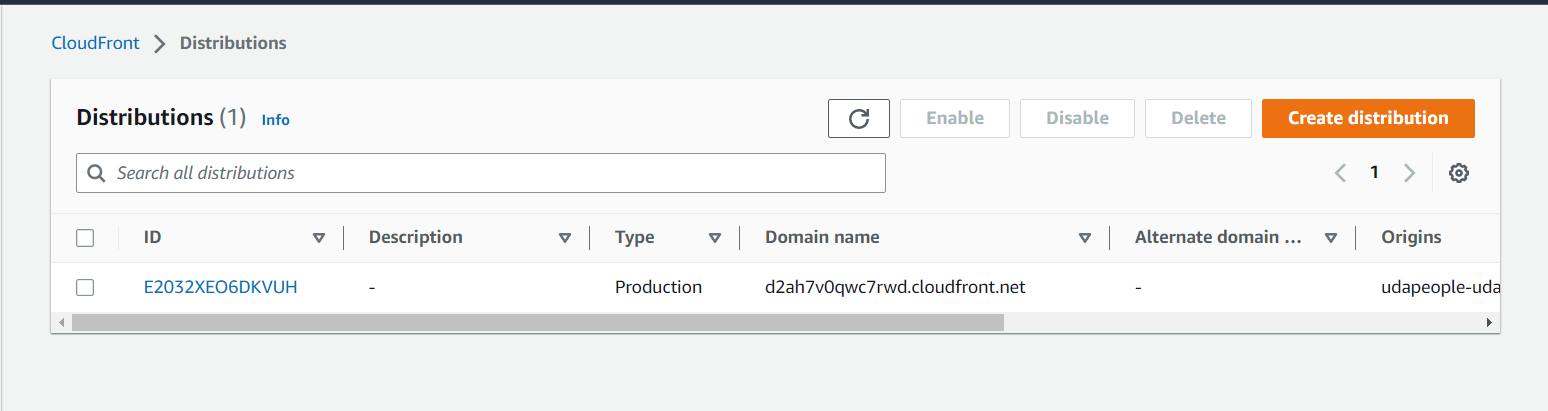 CloudFront Distributions
Distributions (1) Info Enable Disable Delete Create distribution
Search all distributions 1
ID Description Type Domain name Alternate domain ... Origins
E2032XEO6DKVUH - Production d2ah7v0qwc7rwd.cloudfront.net - udapeople-uda